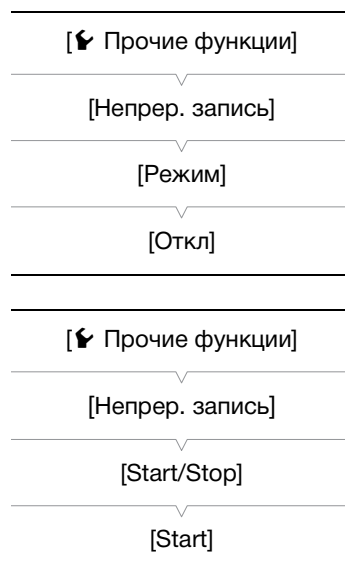 [Прочие функции]
[Непрер. запись]
[Режим]
[Откл]
[Прочие функции]
[Непрер. запись]
[Start/Stop]
[Start]